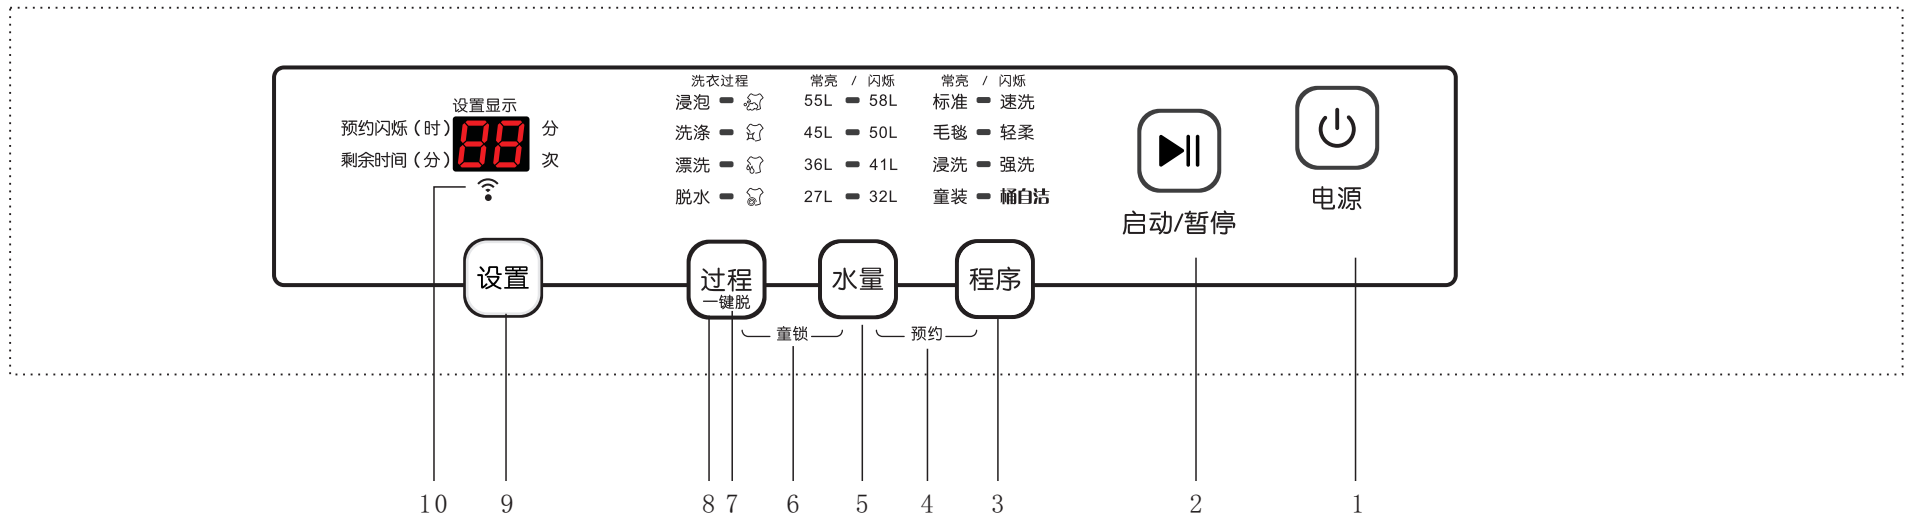 洗衣过程 常亮 / 闪烁 常亮 / 闪烁
设置显示
浸泡 55L 58L 标准 速洗
预约闪烁(时) 88 分
洗涤 45L 50L 毛毯 轻柔
剩余时间(分) 次
漂洗 36L 41L 浸洗 强洗
脱水 27L 32L 童装 桶自洁
启动/暂停
电源
设置
过程
一键脱
水量
程序
童锁 预约
10 9 8 7 6 5 4 3 2 1